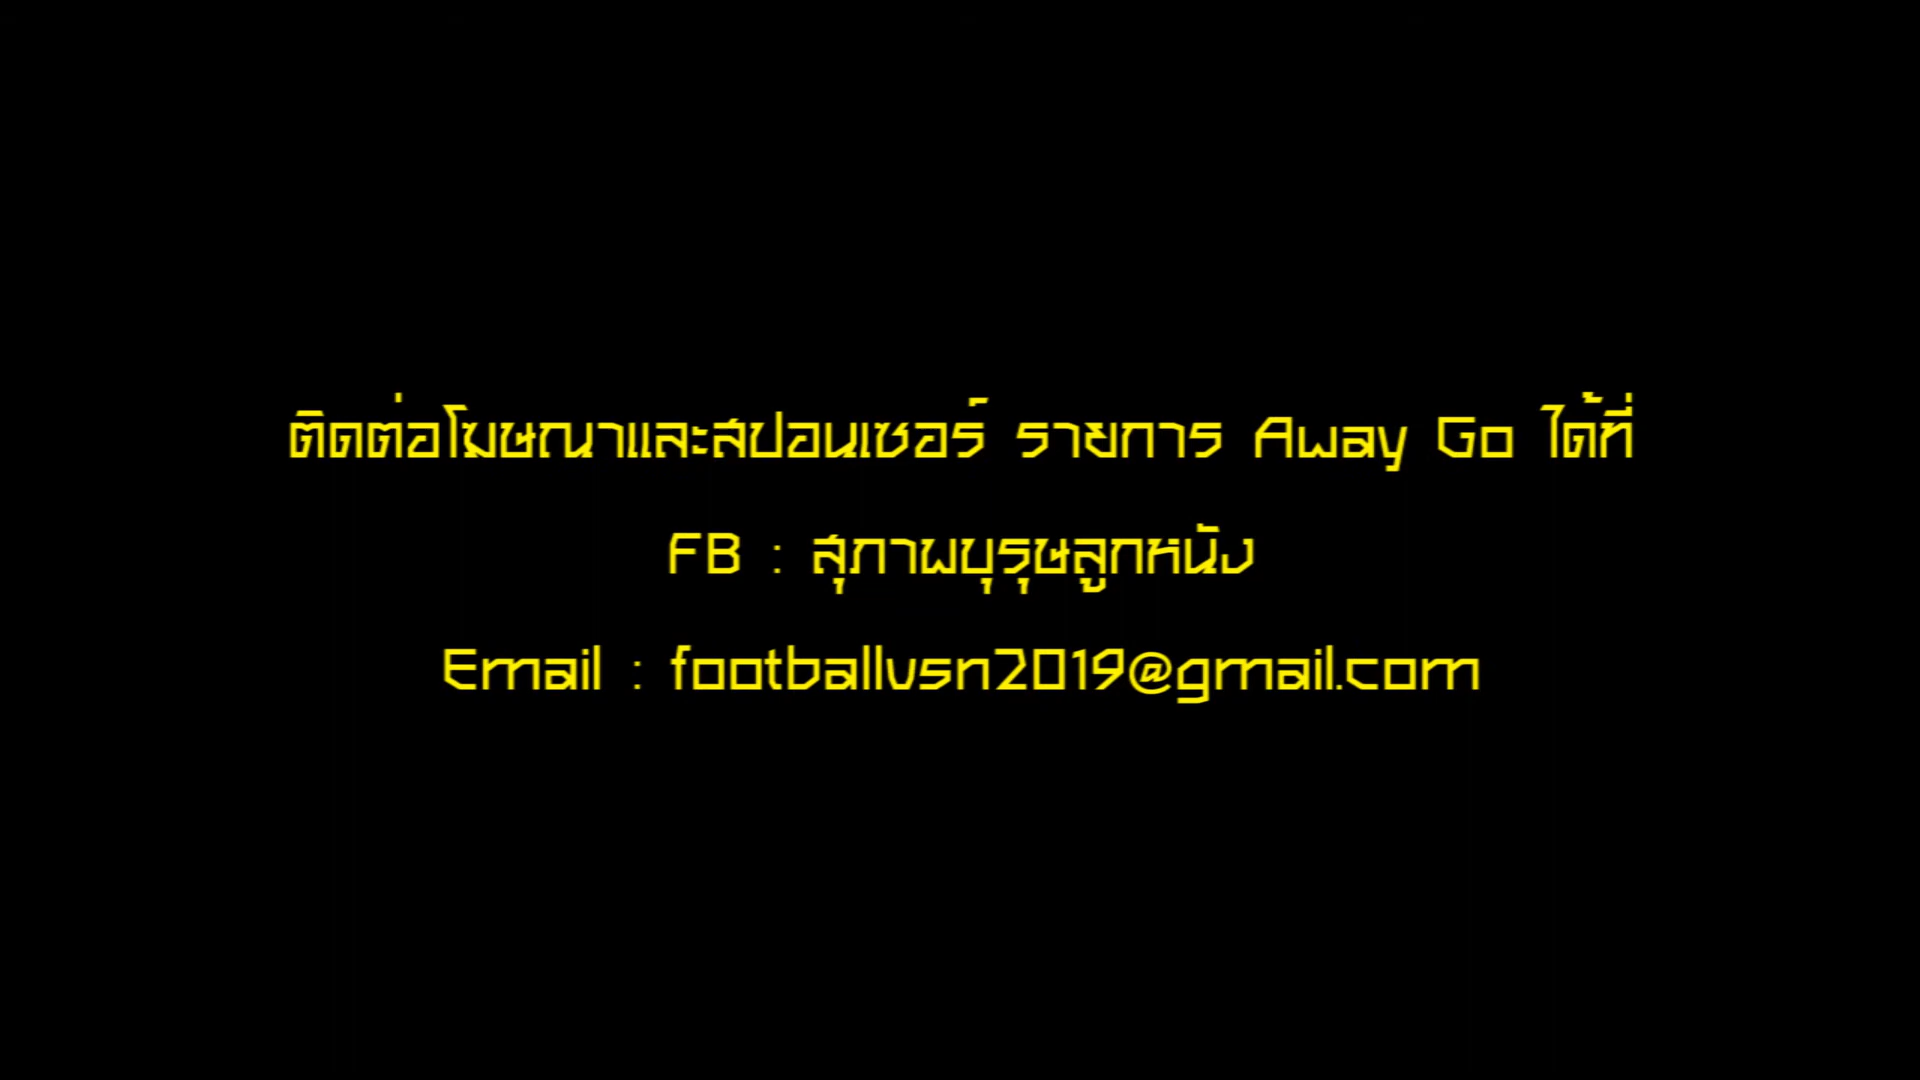 ติดต่อโฆษณาและสปอนเซอร์ รายการ Away Go ได้ที่
FB : สุภาพบุรุษลูกหนัง
Email : footballvsn2019@gmail.com